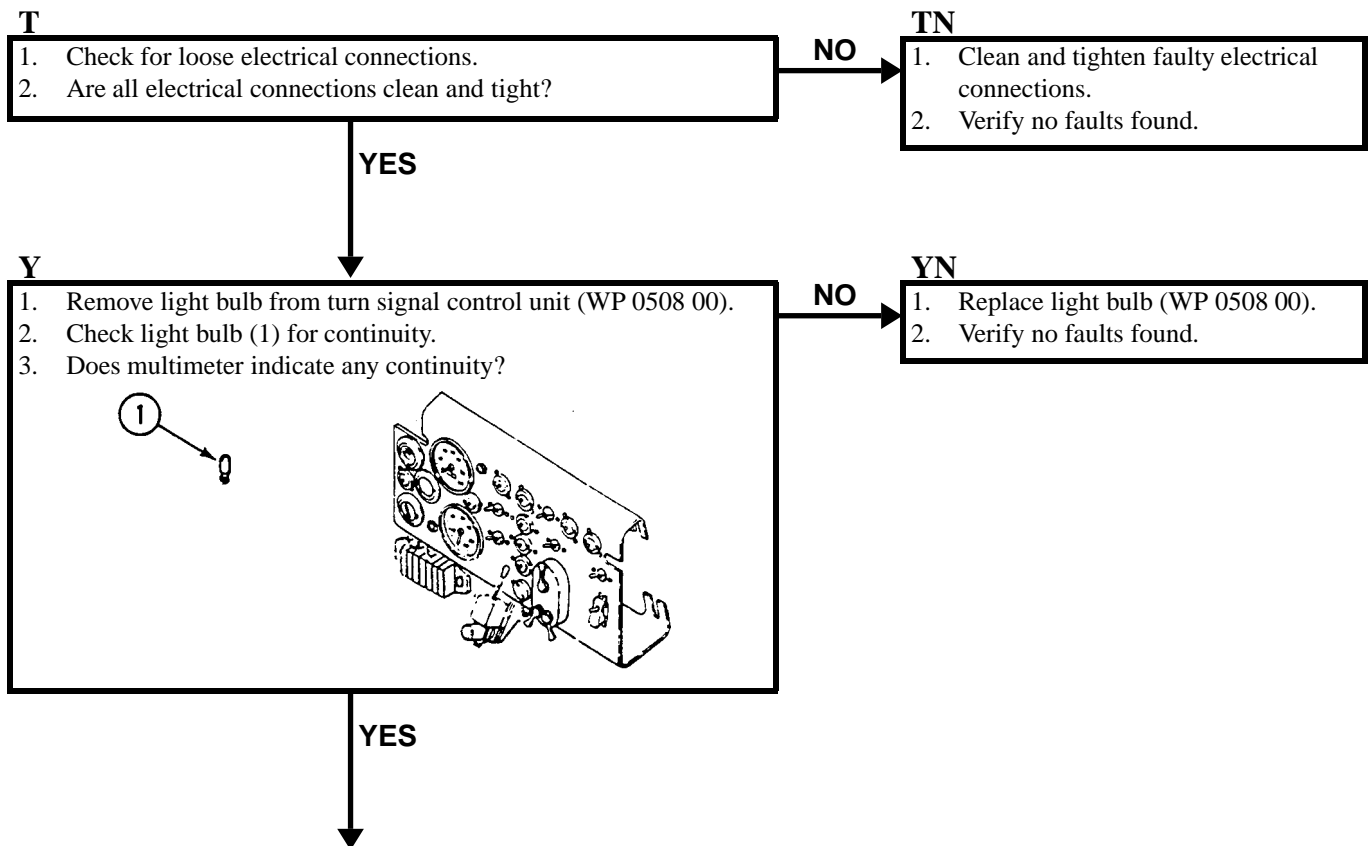 T
1. Check for loose electrical connections.
2. Are all electrical connections clean and tight?
NO
TN
1. Clean and tighten faulty electrical
connections.
2. Verify no faults found.
YES
Y
1. Remove light bulb from turn signal control unit (WP 0508 00).
2. Check light bulb (1) for continuity.
3. Does multimeter indicate any continuity?
1
NO
YN
1. Replace light bulb (WP 0508 00).
2. Verify no faults found.
YES